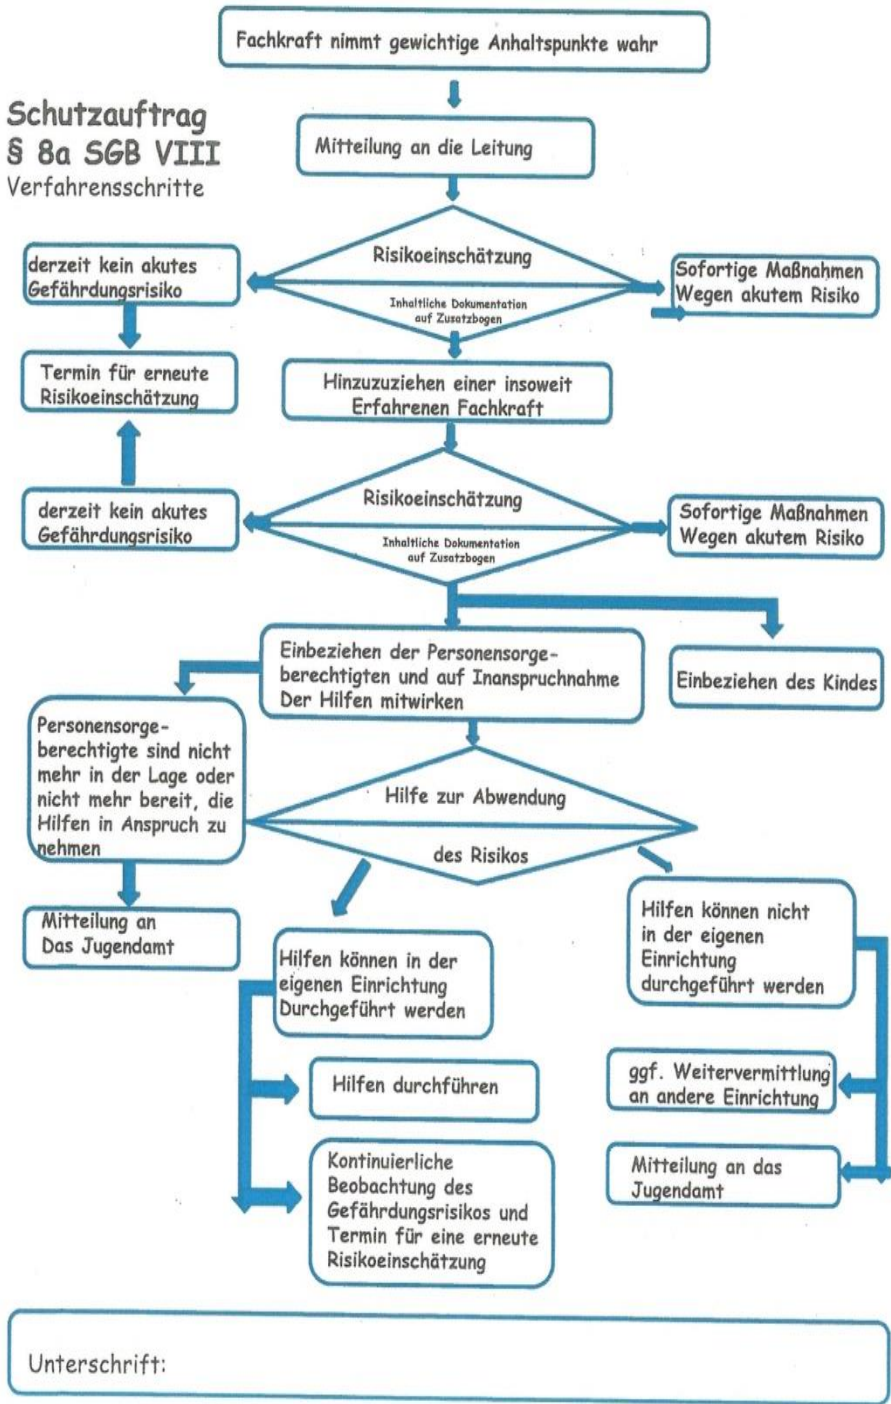 Fachkraft nimmt gewichtige Anhaltspunkte wahr
Schutzauftrag
§ 8a SGB VIII
Verfahrensschritte
Mitteilung an die Leitung
Risikoeinschätzung
Inhaltliche Dokumentation
auf Zusatzbogen
derzeit kein akutes
Gefährdungsrisiko
Sofortige Maßnahmen
Wegen akutem Risiko
Termin für erneute
Risikoeinschätzung
Hinzuzuziehen einer insoweit
Erfahrenen Fachkraft
Risikoeinschätzung
Inhaltliche Dokumentation
auf Zusatzbogen
derzeit kein akutes
Gefährdungsrisiko
Sofortige Maßnahmen
Wegen akutem Risiko
Einbeziehen der Personensorge-
berechtigten und auf Inanspruchnahme
Der Hilfen mitwirken
Einbeziehen des Kindes
Personensorge-
berechtigte sind nicht
mehr in der Lage oder
nicht mehr bereit, die
Hilfen in Anspruch zu
nehmen
Hilfe zur Abwendung
des Risikos
Mitteilung an
Das Jugendamt
Hilfen können in der
eigenen Einrichtung
Durchgeführt werden
Hilfen können nicht
in der eigenen
Einrichtung
durchgeführt werden
Hilfen durchführen
ggf. Weitervermittlung
an andere Einrichtung
Kontinuierliche
Beobachtung des
Gefährdungsrisikos und
Termin für eine erneute
Risikoeinschätzung
Mitteilung an das
Jugendamt
Unterschrift: